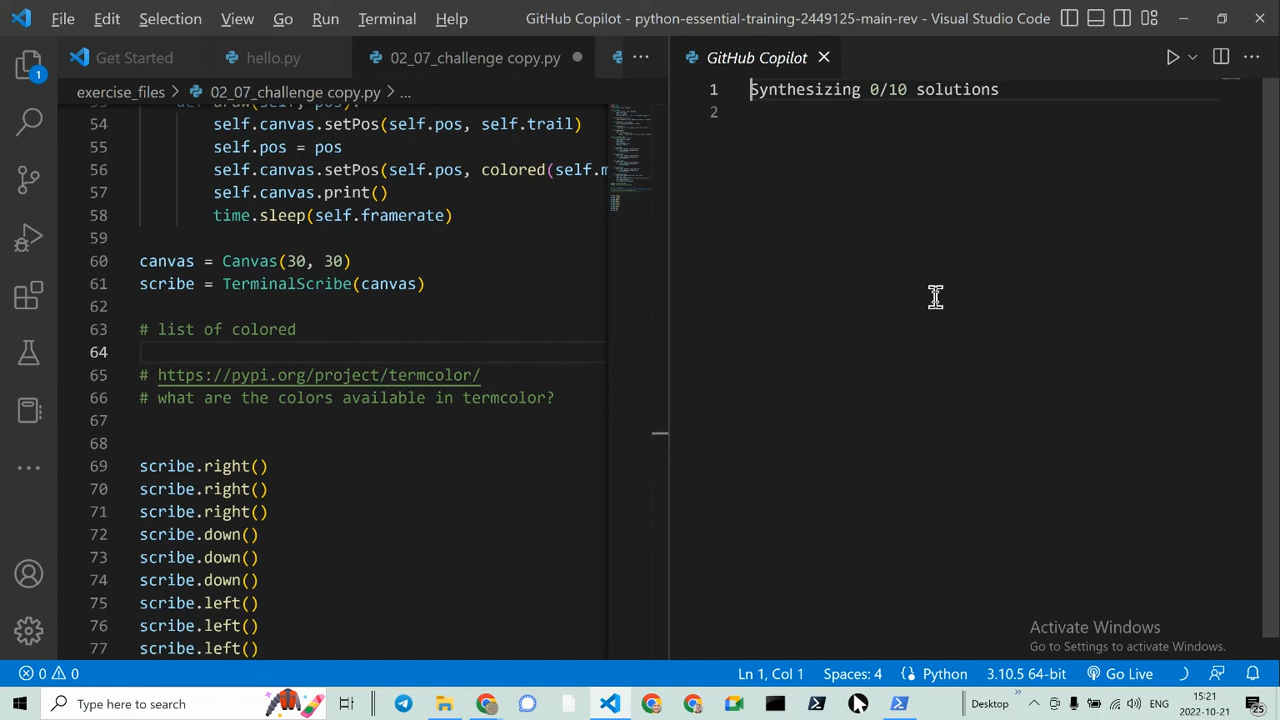 File Edit Selection View Go Run Terminal Help GitHub Copilot - python-essential-training-2449125-main-rev - Visual Studio Code
Get Started hello.py 02_07_challenge copy.py ...
exercise_files > 02_07_challenge copy.py > ...
54 self.canvas.setPos(self.pos, self.trail)
55 self.pos = pos
56 self.canvas.setPos(self.pos, colored(self.m
57 self.canvas.print()
58 time.sleep(self.framerate)
59
60 canvas = Canvas(30, 30)
61 scribe = TerminalScribe(canvas)
62
63 # list of colored
64
65 # https://pypi.org/project/termcolor/
66 # what are the colors available in termcolor?
67
68
69 scribe.right()
70 scribe.right()
71 scribe.right()
72 scribe.down()
73 scribe.down()
74 scribe.down()
75 scribe.left()
76 scribe.left()
77 scribe.left()
GitHub Copilot
1 Synthesizing 0/10 solutions
2
1
Activate Windows
Go to Settings to activate Windows.
0 0 Ln 1, Col 1 Spaces: 4 Python 3.10.5 64-bit Go Live
Type here to search Desktop ENG 15:21
2022-10-21 25